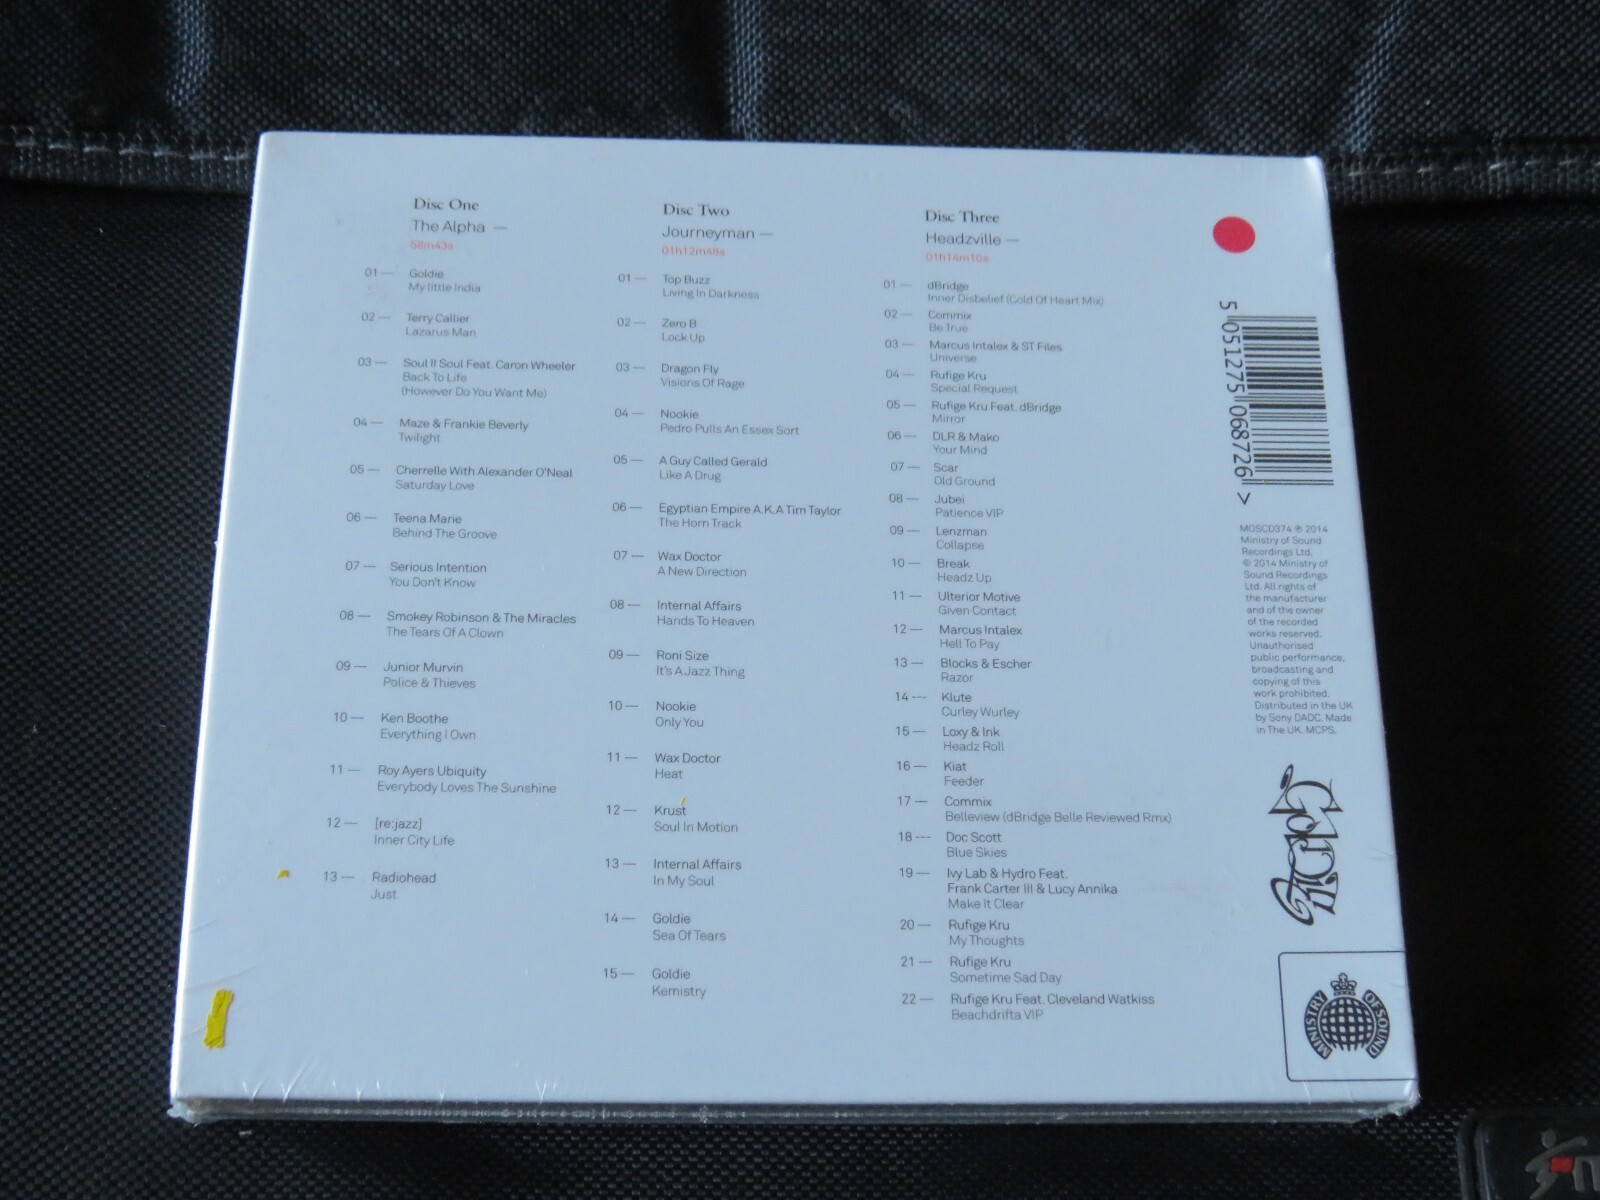 Disc One
The Alpha —
58m43s
01 — Goldie
My little India
02 — Terry Callier
Lazarus Man
03 — Soul II Soul Feat. Caron Wheeler
Back To Life
(However Do You Want Me)
04 — Maze & Frankie Beverly
Twilight
05 — Cherrelle With Alexander O'Neal
Saturday Love
06 — Teena Marie
Behind The Groove
07 — Serious Intention
You Don't Know
08 — Smokey Robinson & The Miracles
The Tears Of A Clown
09 — Junior Murvin
Police & Thieves
10 — Ken Boothe
Everything I Own
11 — Roy Ayers Ubiquity
Everybody Loves The Sunshine
12 — [re:jazz]
Inner City Life
13 — Radiohead
Just
Disc Two
Journeyman —
01h12m48s
01 — Top Buzz
Living In Darkness
02 — Zero B
Lock Up
03 — Dragon Fly
Visions Of Rage
04 — Nookie
Pedro Pulls An Essex Sort
05 — A Guy Called Gerald
Like A Drug
06 — Egyptian Empire A.K.A Tim Taylor
The Horn Track
07 — Wax Doctor
A New Direction
08 — Internal Affairs
Hands To Heaven
09 — Roni Size
It's A Jazz Thing
10 — Nookie
Only You
11 — Wax Doctor
Heat
12 — Krust
Soul In Motion
13 — Internal Affairs
In My Soul
14 — Goldie
Sea Of Tears
15 — Goldie
Kemistry
Disc Three
Headzville —
01h14m10s
01 — dBridge
Inner Disbelief (Cold Of Heart Mix)
02 — Commix
Be True
03 — Marcus Intalex & ST Files
Universe
04 — Rufige Kru
Special Request
05 — Rufige Kru Feat. dBridge
Mirror
06 — DLR & Mako
Your Mind
07 — Scar
Old Ground
08 — Jubei
Patience VIP
09 — Lenzman
Collapse
10 — Break
Headz Up
11 — Ulterior Motive
Given Contact
12 — Marcus Intalex
Hell To Pay
13 — Blocks & Escher
Razor
14 --- Klute
Curley Wurley
15 — Loxy & Ink
Headz Roll
16 — Kiat
Feeder
17 — Commix
Belleview (dBridge Belle Reviewed Rmx)
18 --- Doc Scott
Blue Skies
19 — Ivy Lab & Hydro Feat.
Frank Carter III & Lucy Annika
Make It Clear
20 — Rufige Kru
My Thoughts
21 — Rufige Kru
Sometime Sad Day
22 — Rufige Kru Feat. Cleveland Watkiss
Beachdrifta VIP
5 051275 068726 >
MOSCD374 ℗ 2014
Ministry of Sound
Recordings Ltd.
© 2014 Ministry of
Sound Recordings
Ltd. All rights of
the manufacturer
and of the owner
of the recorded
works reserved.
Unauthorised
public performance,
broadcasting and
copying of this
work prohibited.
Distributed in the UK
by Sony DADC. Made
in The UK. MCPS.
Goldie
MINISTRY OF SOUND